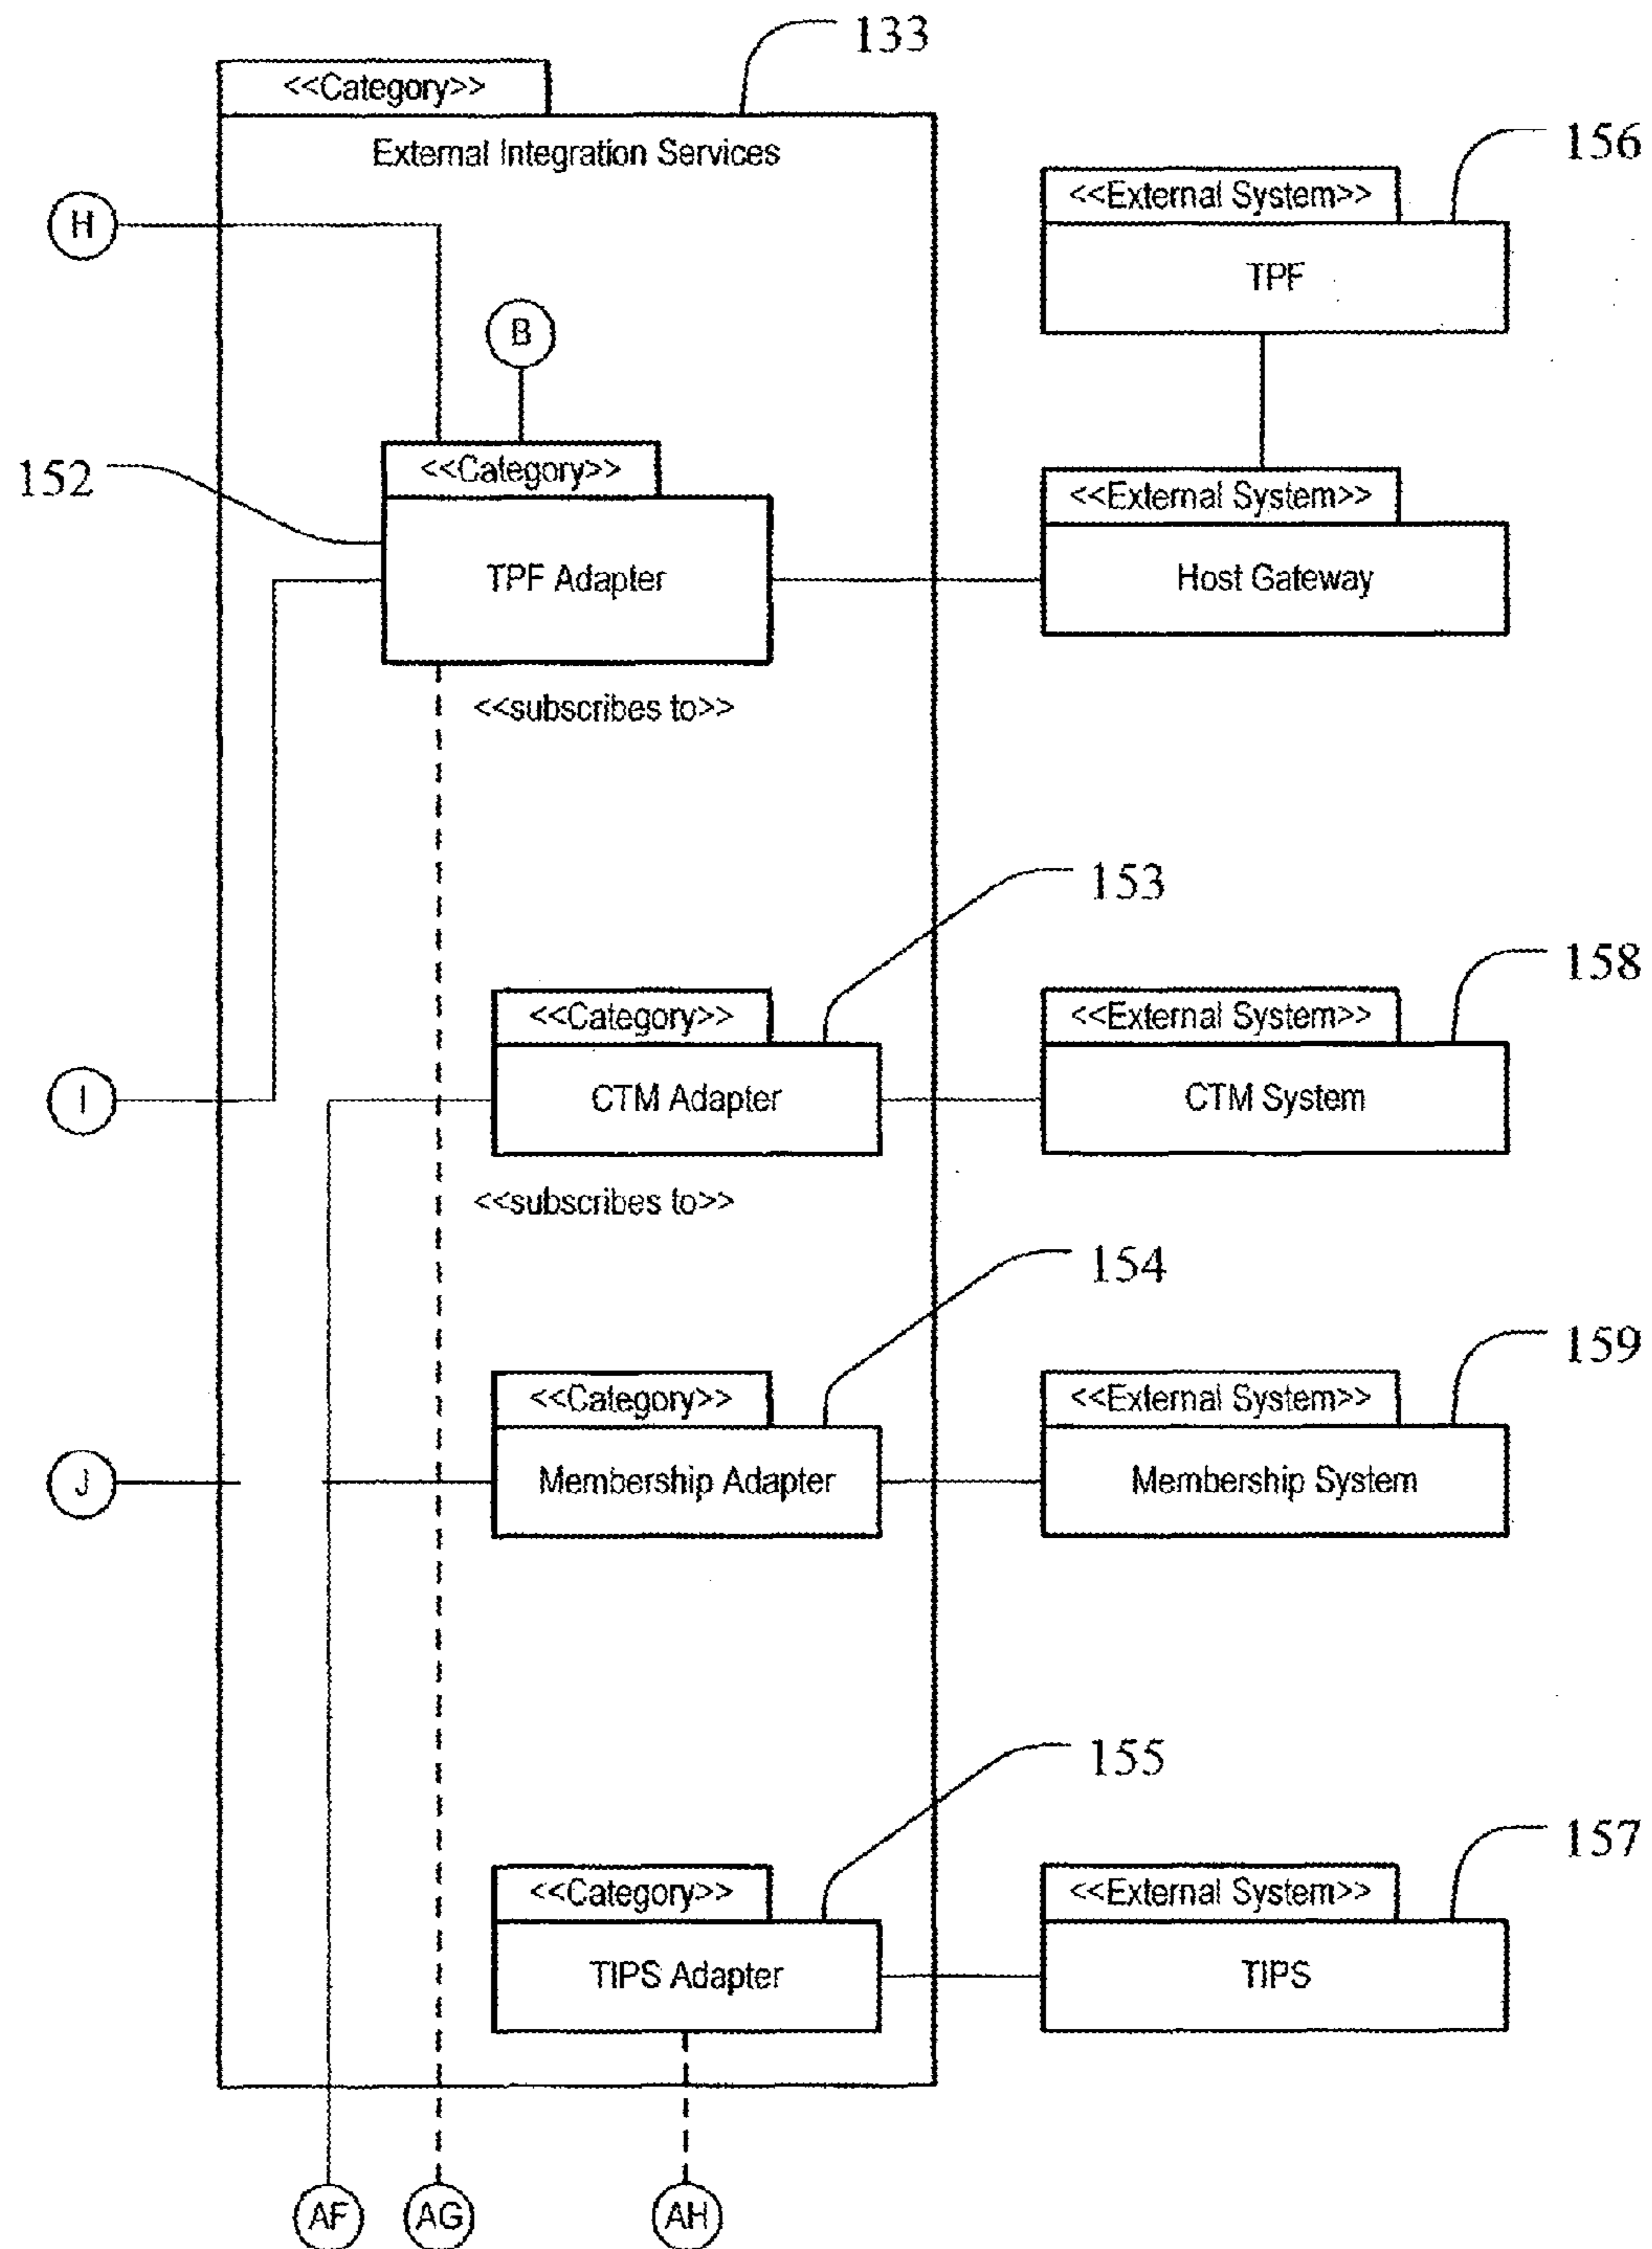 133
<<Category>>
External Integration Services
156
<<External System>>
TPF
H
B
152
<<Category>>
TPF Adapter
<<External System>>
Host Gateway
<<subscribes to>>
153
158
<<Category>>
CTM Adapter
<<External System>>
CTM System
I
<<subscribes to>>
154
159
<<Category>>
Membership Adapter
<<External System>>
Membership System
J
155
157
<<Category>>
TIPS Adapter
<<External System>>
TIPS
AF
AG
AH